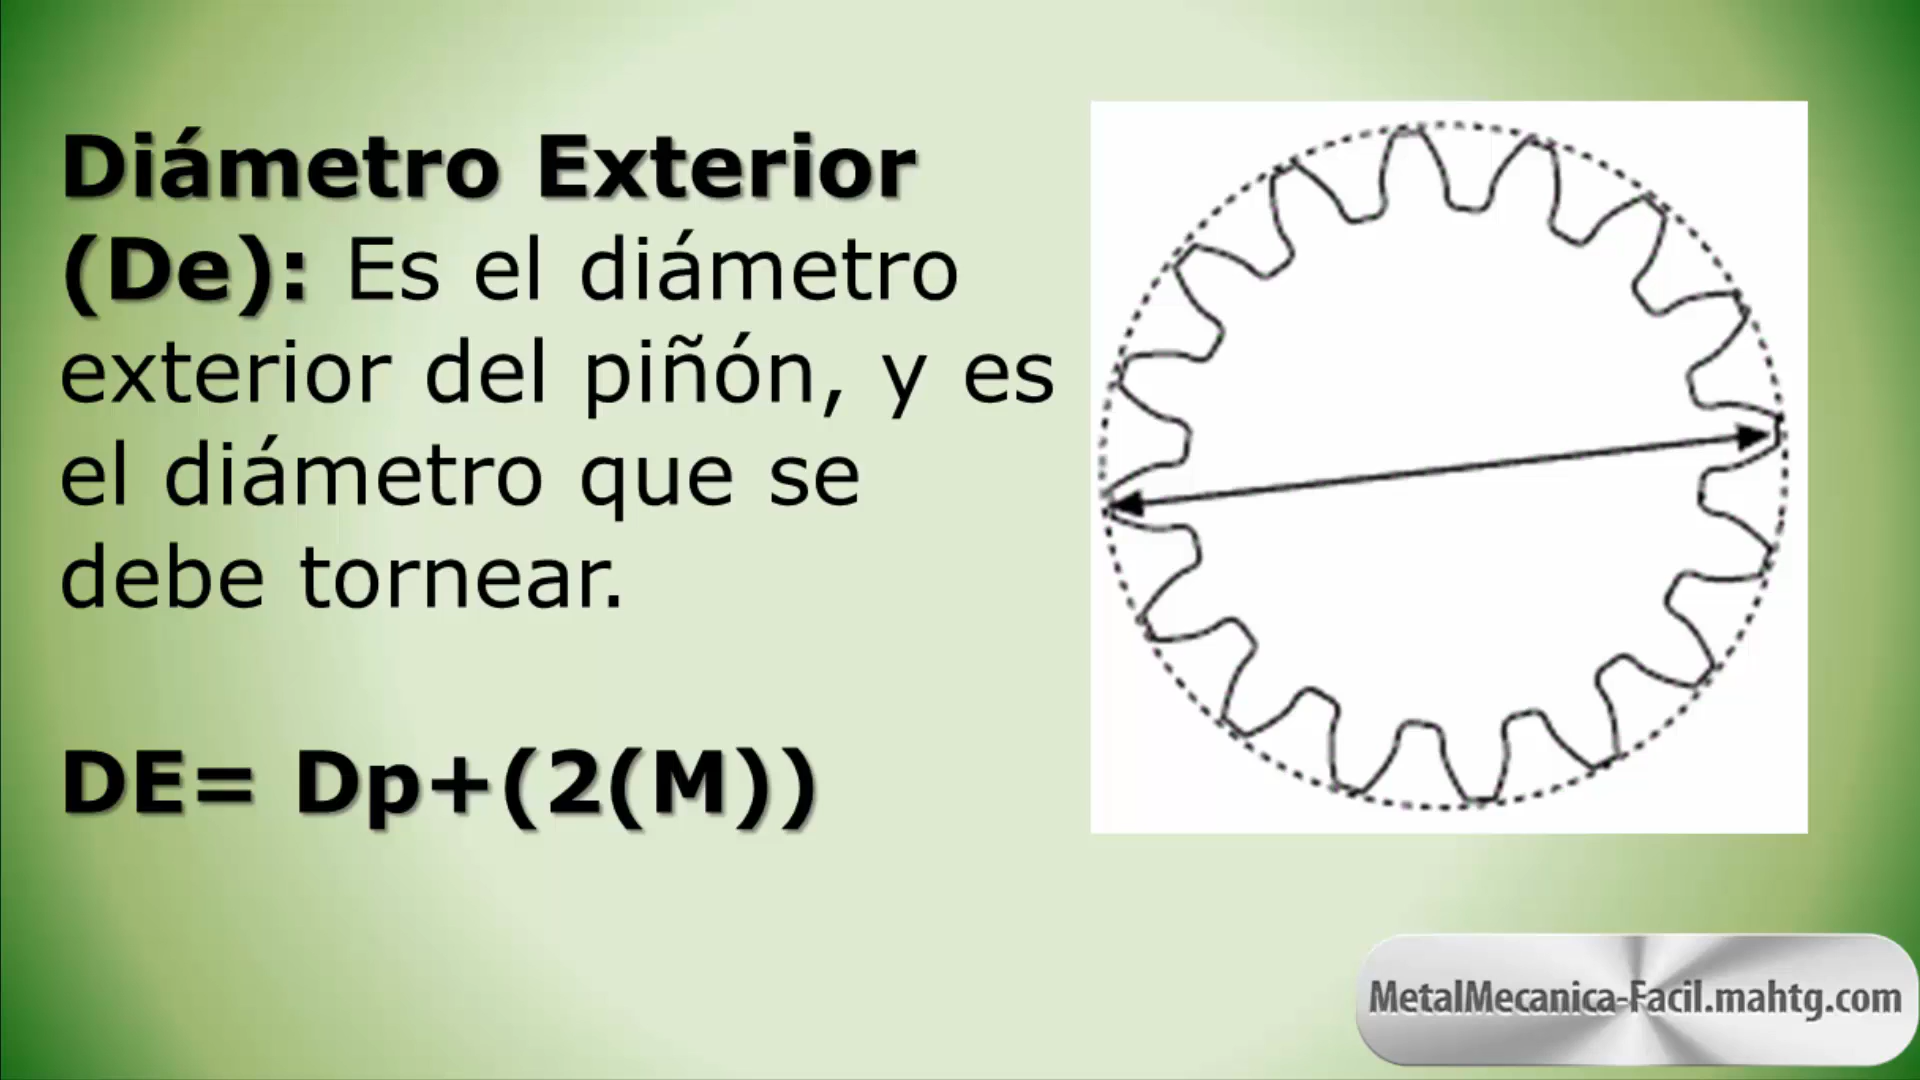 Diámetro Exterior
(De): Es el diámetro
exterior del piñón, y es
el diámetro que se
debe tornear.
DE= Dp+(2(M))
MetalMecanica-Facil.mahtg.com